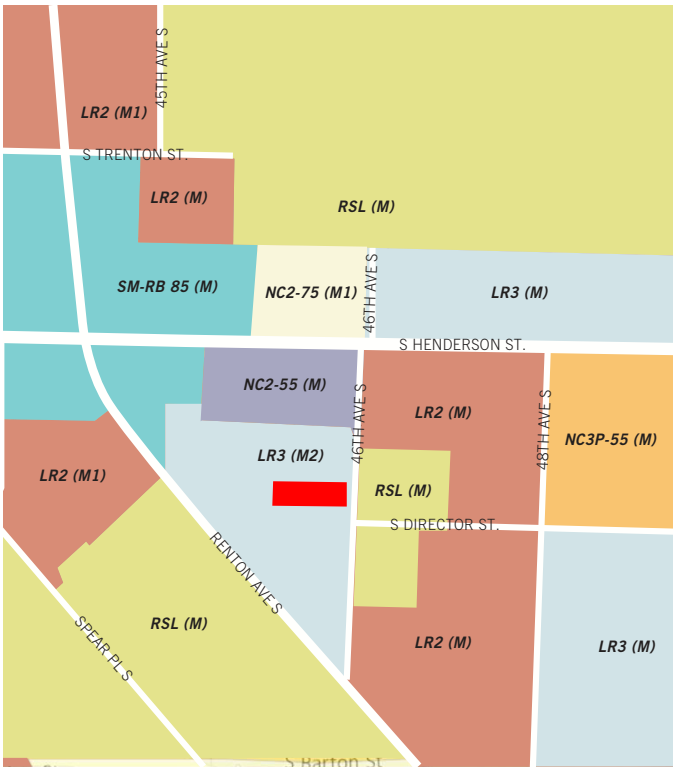 45TH AVE S
LR2 (M1)
S TRENTON ST.
LR2 (M)
RSL (M)
SM-RB 85 (M)
NC2-75 (M1)
46TH AVE S
LR3 (M)
S HENDERSON ST.
NC2-55 (M)
46TH AVE S
LR2 (M)
48TH AVE S
NC3P-55 (M)
LR3 (M2)
LR2 (M1)
RSL (M)
S DIRECTOR ST.
RENTON AVE S
SPEAR PL S
RSL (M)
LR2 (M)
LR3 (M)
S Barton St